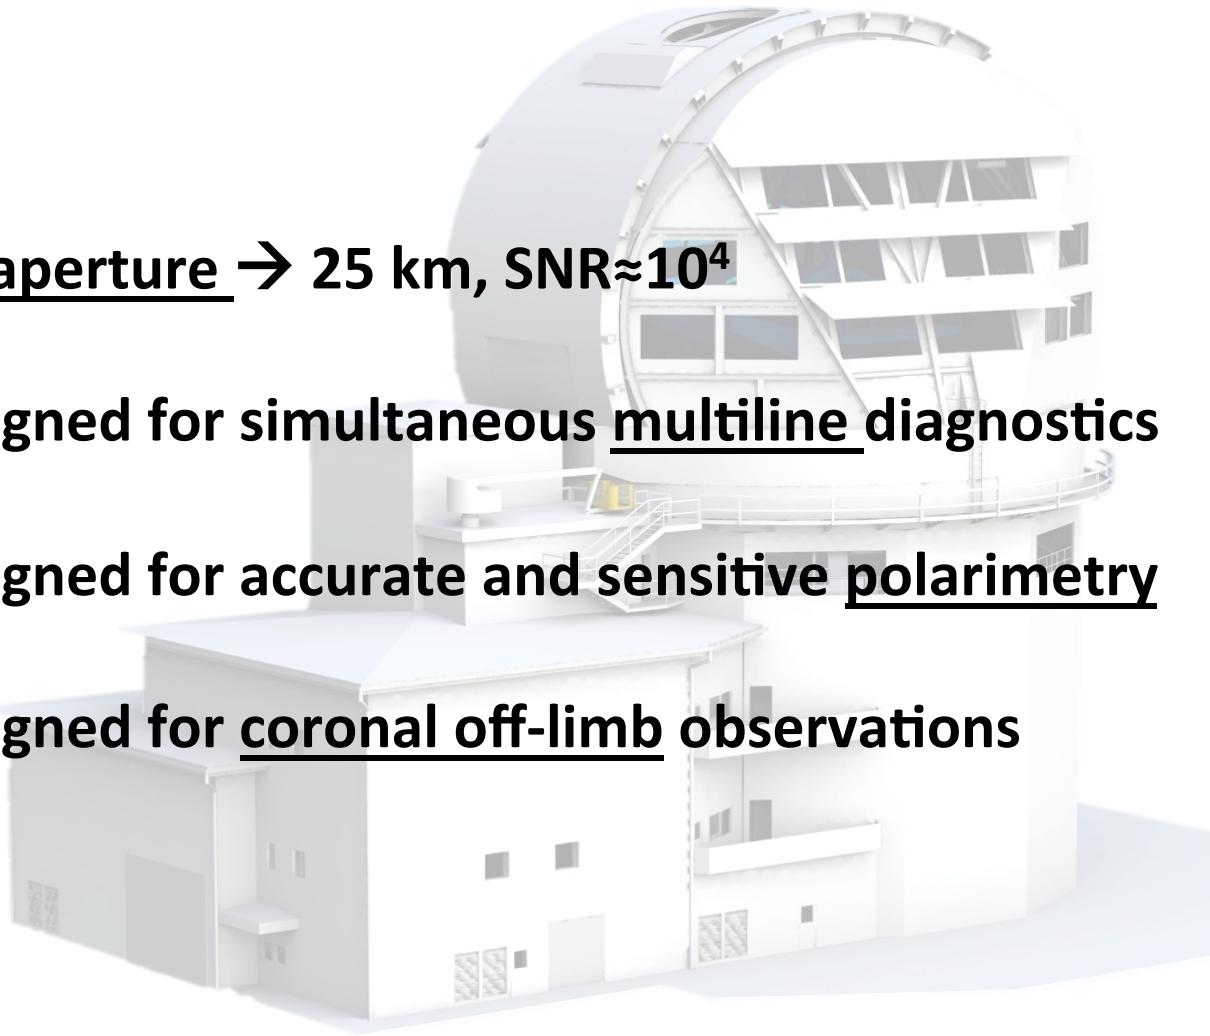 aperture → 25 km, SNR≈10⁴
gned for simultaneous multiline diagnostics
gned for accurate and sensitive polarimetry
gned for coronal off-limb observations